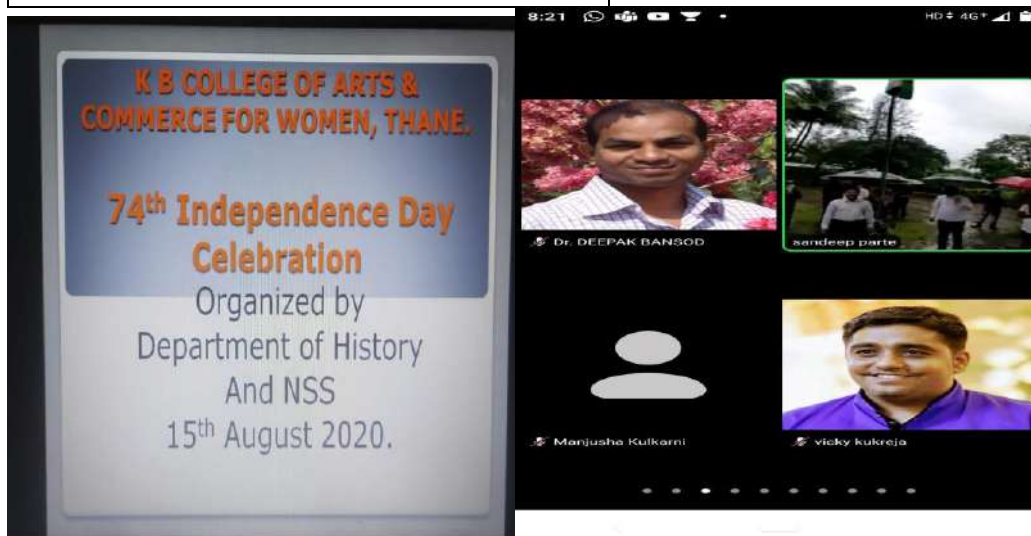 K B COLLEGE OF ARTS &
COMMERCE FOR WOMEN, THANE.
74th Independence Day
Celebration
Organized by
Department of History
And NSS
15th August 2020.
8:21
HD 4G+
Dr. DEEPAK BANSOD
sandeep parte
Manjusha Kulkarni
vicky kukreja